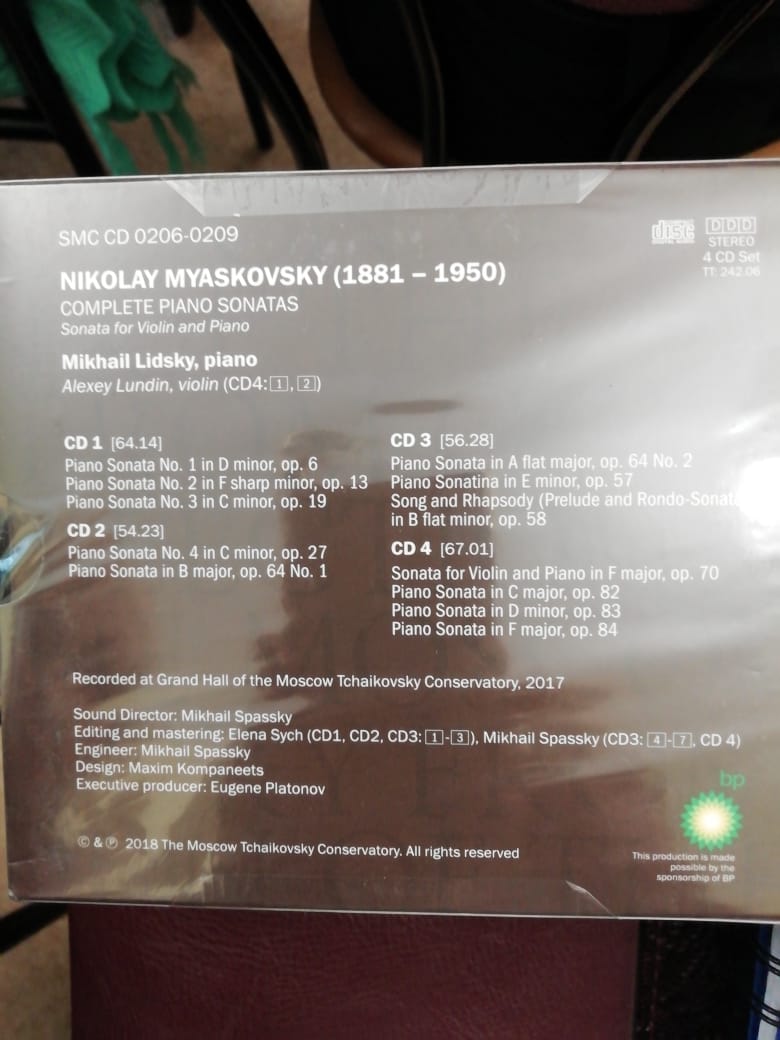 SMC CD 0206-0209
COMPACT
disc
DIGITAL AUDIO
DDD
STEREO
4 CD Set
TT: 242.06
NIKOLAY MYASKOVSKY (1881 – 1950)
COMPLETE PIANO SONATAS
Sonata for Violin and Piano
Mikhail Lidsky, piano
Alexey Lundin, violin (CD4: 1, 2)
CD 1 [64.14]
Piano Sonata No. 1 in D minor, op. 6
Piano Sonata No. 2 in F sharp minor, op. 13
Piano Sonata No. 3 in C minor, op. 19
CD 2 [54.23]
Piano Sonata No. 4 in C minor, op. 27
Piano Sonata in B major, op. 64 No. 1
CD 3 [56.28]
Piano Sonata in A flat major, op. 64 No. 2
Piano Sonatina in E minor, op. 57
Song and Rhapsody (Prelude and Rondo-Sonata
in B flat minor, op. 58
CD 4 [67.01]
Sonata for Violin and Piano in F major, op. 70
Piano Sonata in C major, op. 82
Piano Sonata in D minor, op. 83
Piano Sonata in F major, op. 84
Recorded at Grand Hall of the Moscow Tchaikovsky Conservatory, 2017
Sound Director: Mikhail Spassky
Editing and mastering: Elena Sych (CD1, CD2, CD3: 1-3), Mikhail Spassky (CD3: 4-7, CD 4)
Engineer: Mikhail Spassky
Design: Maxim Kompaneets
Executive producer: Eugene Platonov
© & ℗ 2018 The Moscow Tchaikovsky Conservatory. All rights reserved
bp
This production is made
possible by the
sponsorship of BP